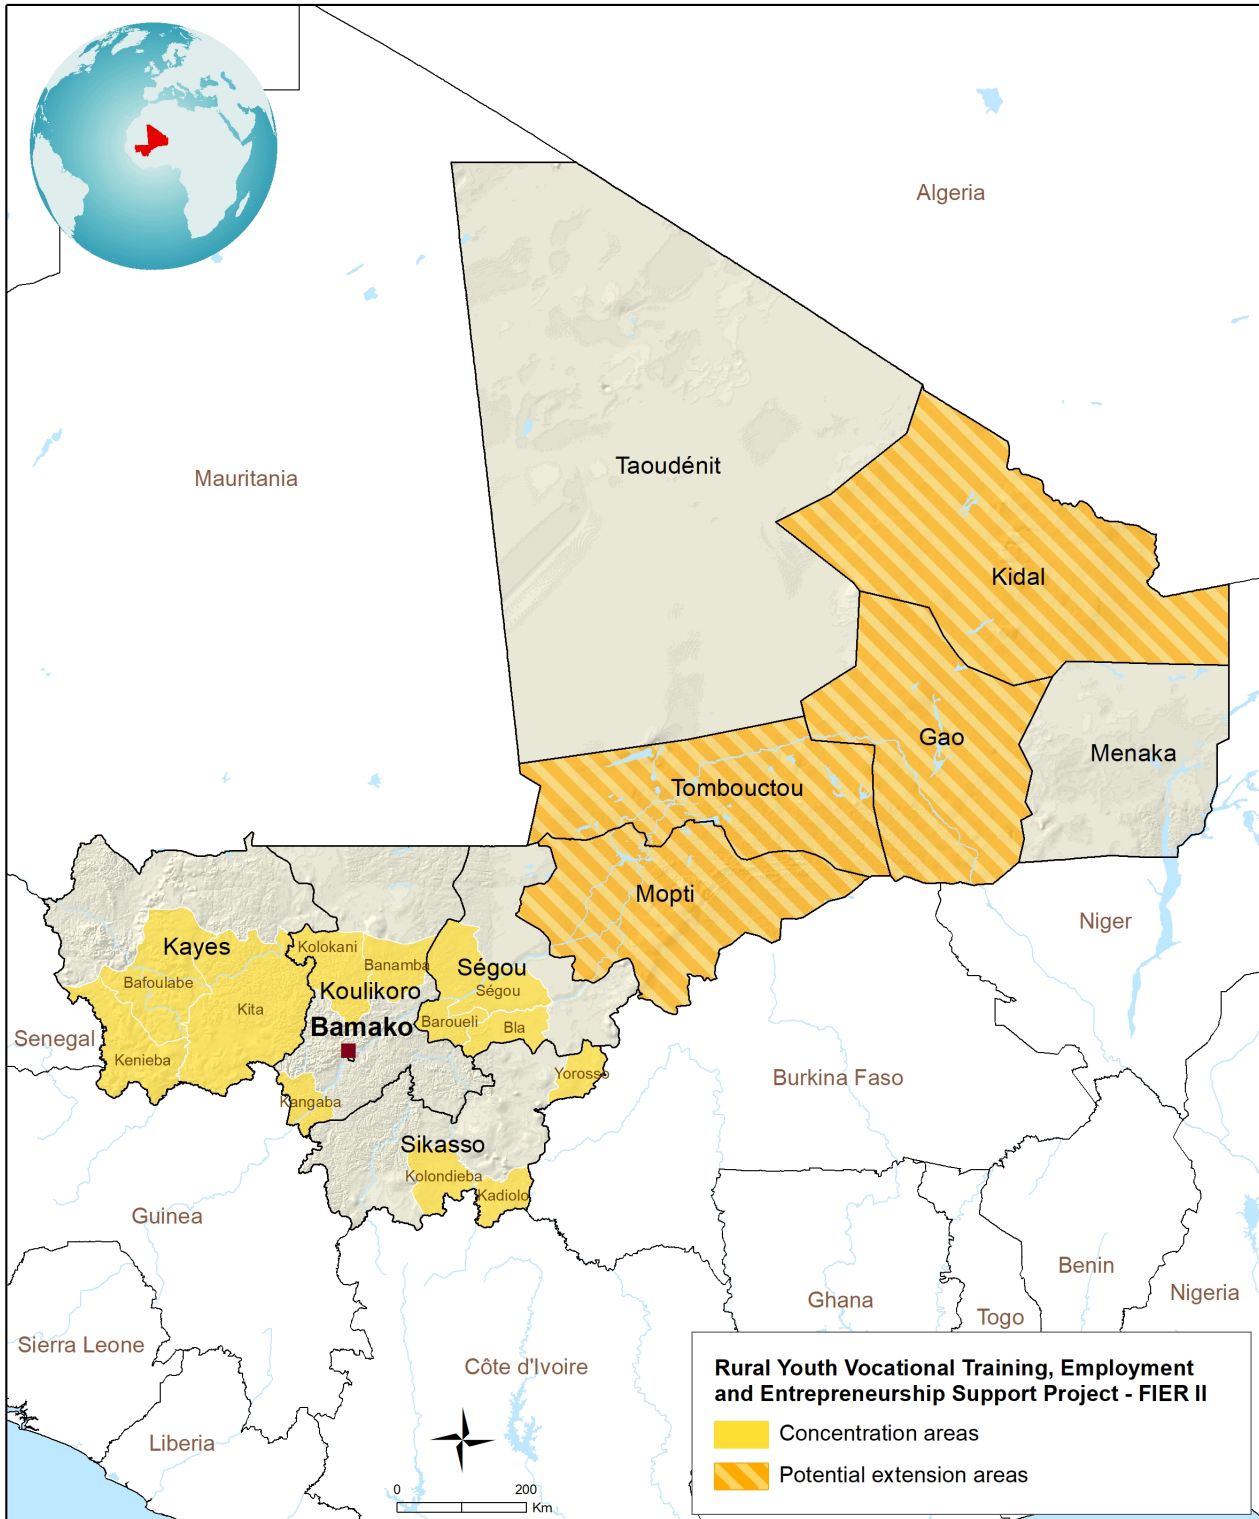 Algeria
Mauritania
Taoudénit
Kidal
Gao
Menaka
Tombouctou
Mopti
Niger
Kayes
Kolokani
Banamba
Ségou
Bafoulabe
Koulikoro
Ségou
Kita
Bamako
Baroueli
Bla
Senegal
Kenieba
Yorosso
Burkina Faso
Kangaba
Sikasso
Kolondieba
Kadiolo
Guinea
Benin
Nigeria
Ghana
Togo
Sierra Leone
Côte d'Ivoire
Liberia
Rural Youth Vocational Training, Employment
and Entrepreneurship Support Project - FIER II
Concentration areas
Potential extension areas
0 200
Km